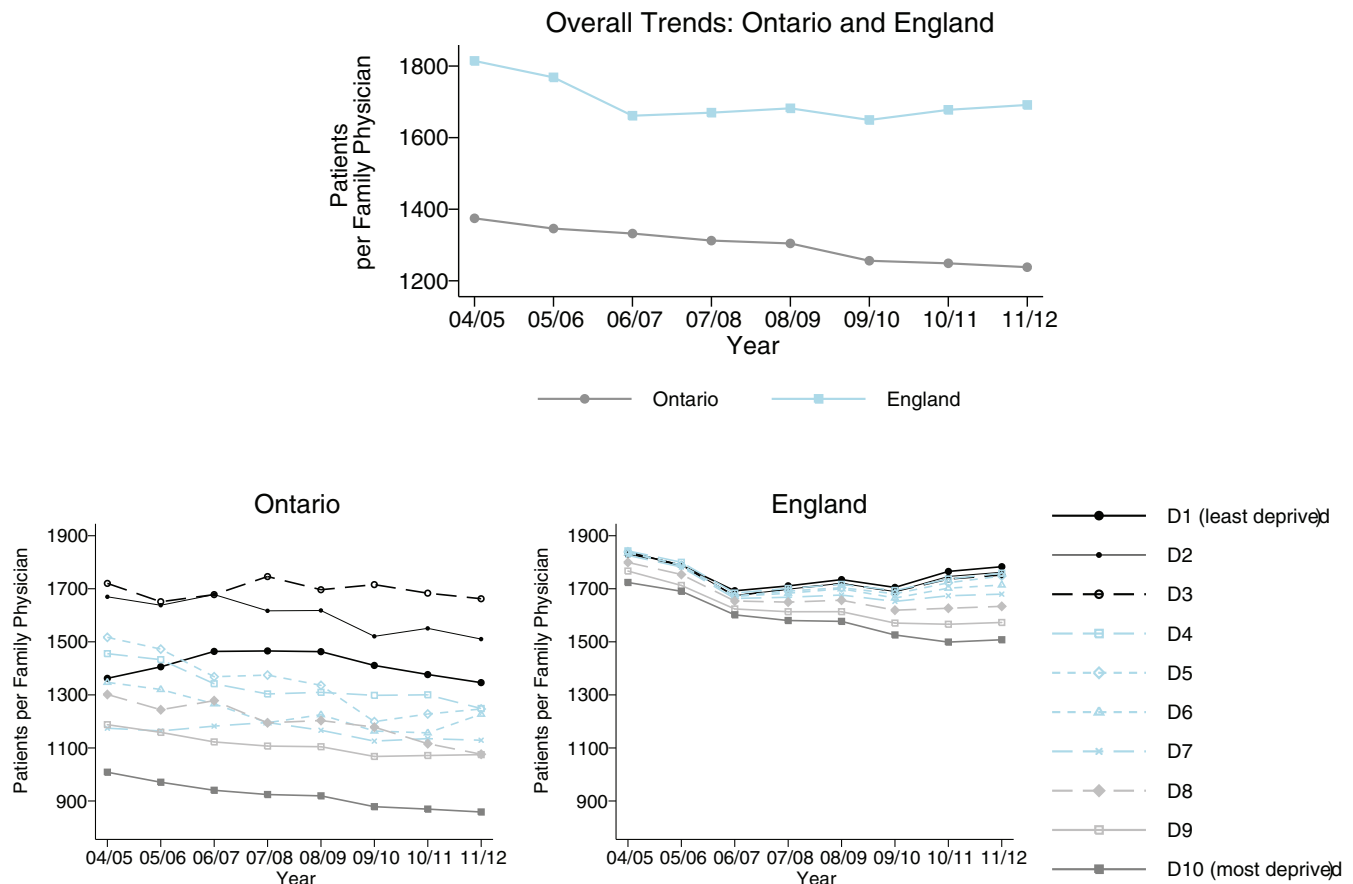 Overall Trends: Ontario and England
Patients
per Family Physician
1800
1600
1400
1200
04/05 05/06 06/07 07/08 08/09 09/10 10/11 11/12
Year
Ontario England
Ontario
Patients per Family Physician
1900
1700
1500
1300
1100
900
04/05 05/06 06/07 07/08 08/09 09/10 10/11 11/12
Year
England
Patients per Family Physician
1900
1700
1500
1300
1100
900
04/05 05/06 06/07 07/08 08/09 09/10 10/11 11/12
Year
D1 (least deprived)
D2
D3
D4
D5
D6
D7
D8
D9
D10 (most deprived)